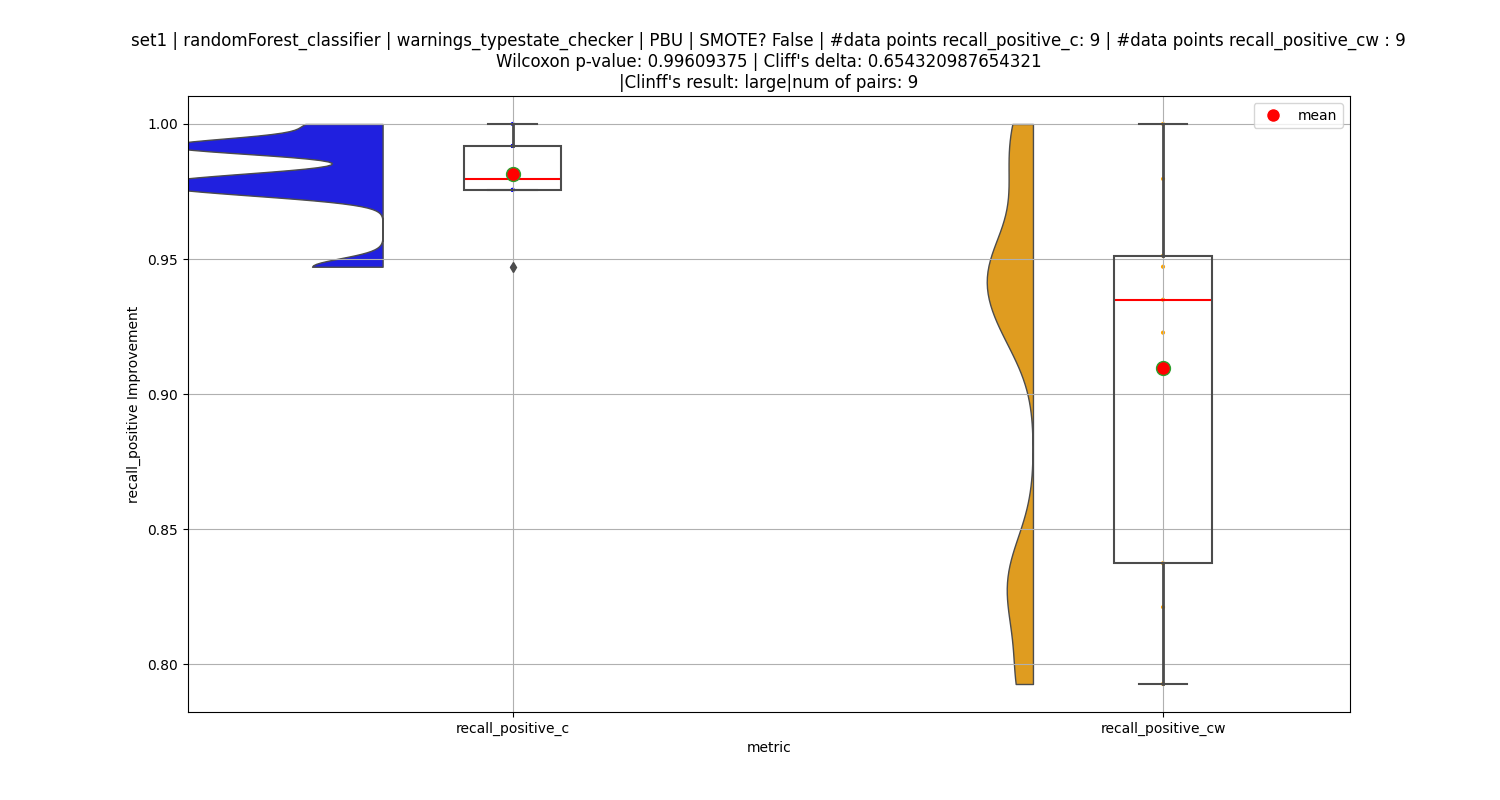 set1 | randomForest_classifier | warnings_typestate_checker | PBU | SMOTE? False | #data points recall_positive_c: 9 | #data points recall_positive_cw : 9
Wilcoxon p-value: 0.99609375 | Cliff's delta: 0.654320987654321
|Clinff's result: large|num of pairs: 9
mean
1.00
0.95
0.90
0.85
0.80
recall_positive Improvement
recall_positive_c
recall_positive_cw
metric